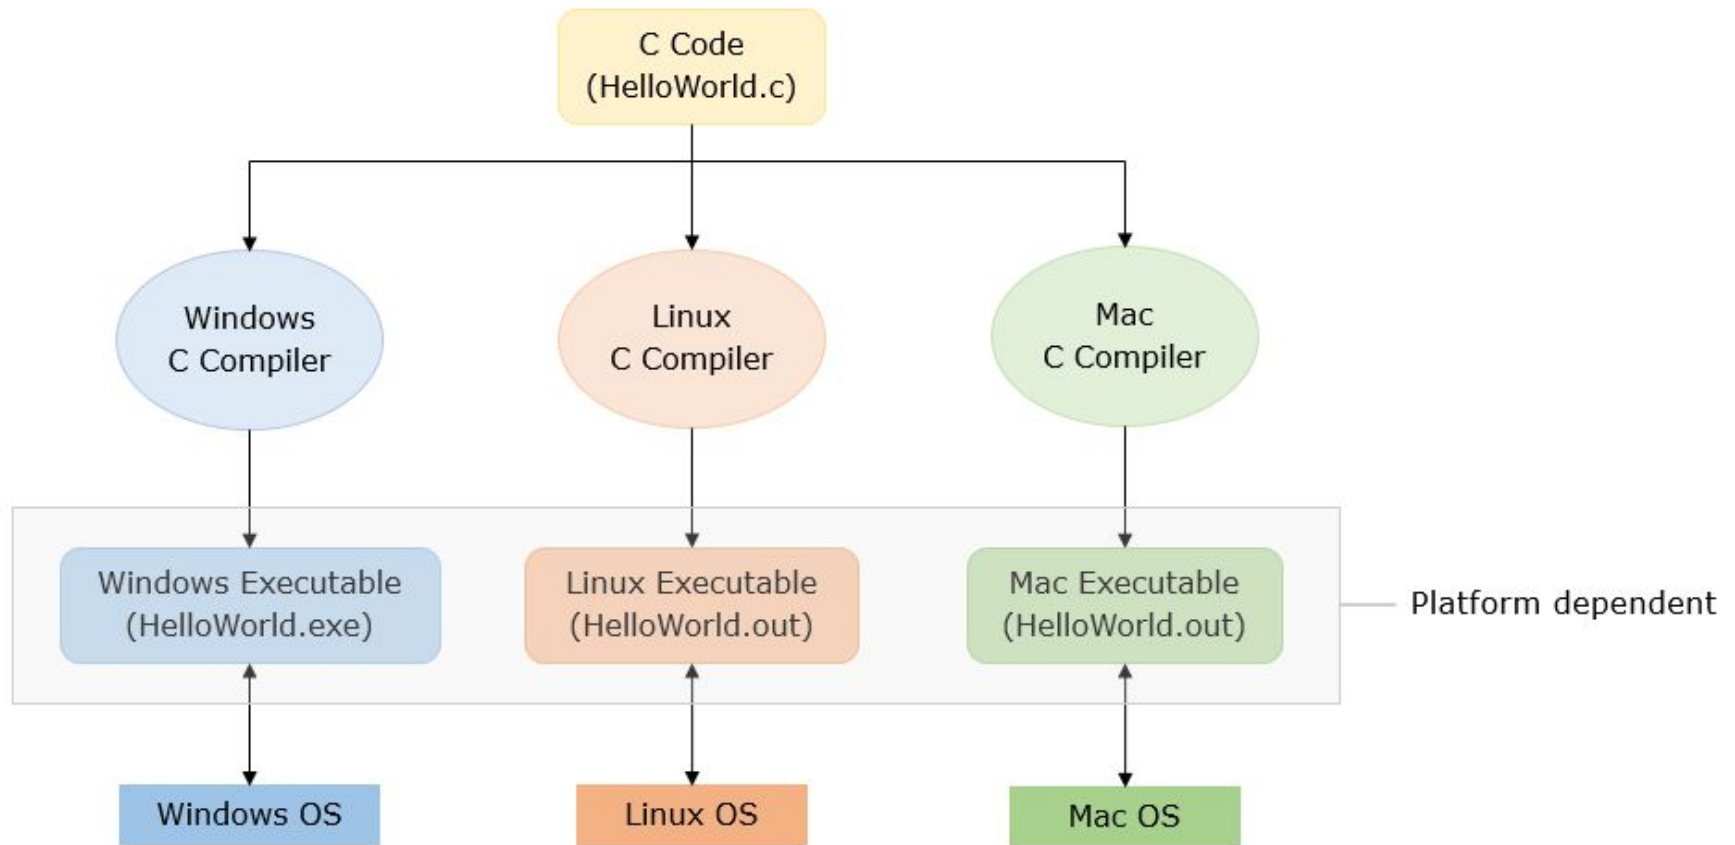 C Code
(HelloWorld.c)
Windows
C Compiler
Linux
C Compiler
Mac
C Compiler
Windows Executable
(HelloWorld.exe)
Linux Executable
(HelloWorld.out)
Mac Executable
(HelloWorld.out)
Platform dependent
Windows OS
Linux OS
Mac OS